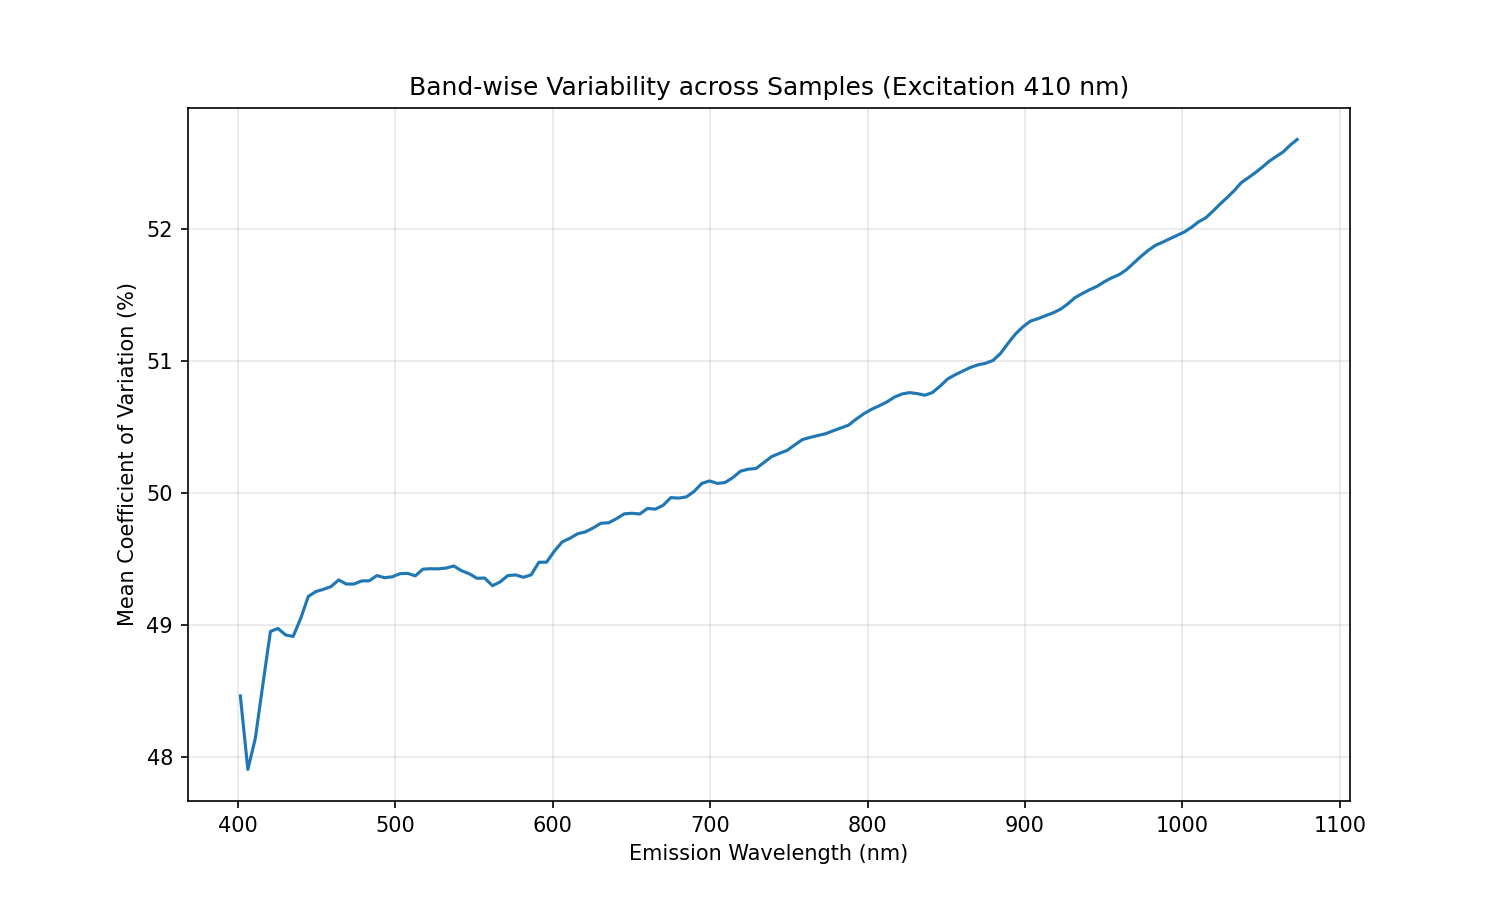 Band-wise Variability across Samples (Excitation 410 nm)
Mean Coefficient of Variation (%)
52
51
50
49
48
400 500 600 700 800 900 1000 1100
Emission Wavelength (nm)